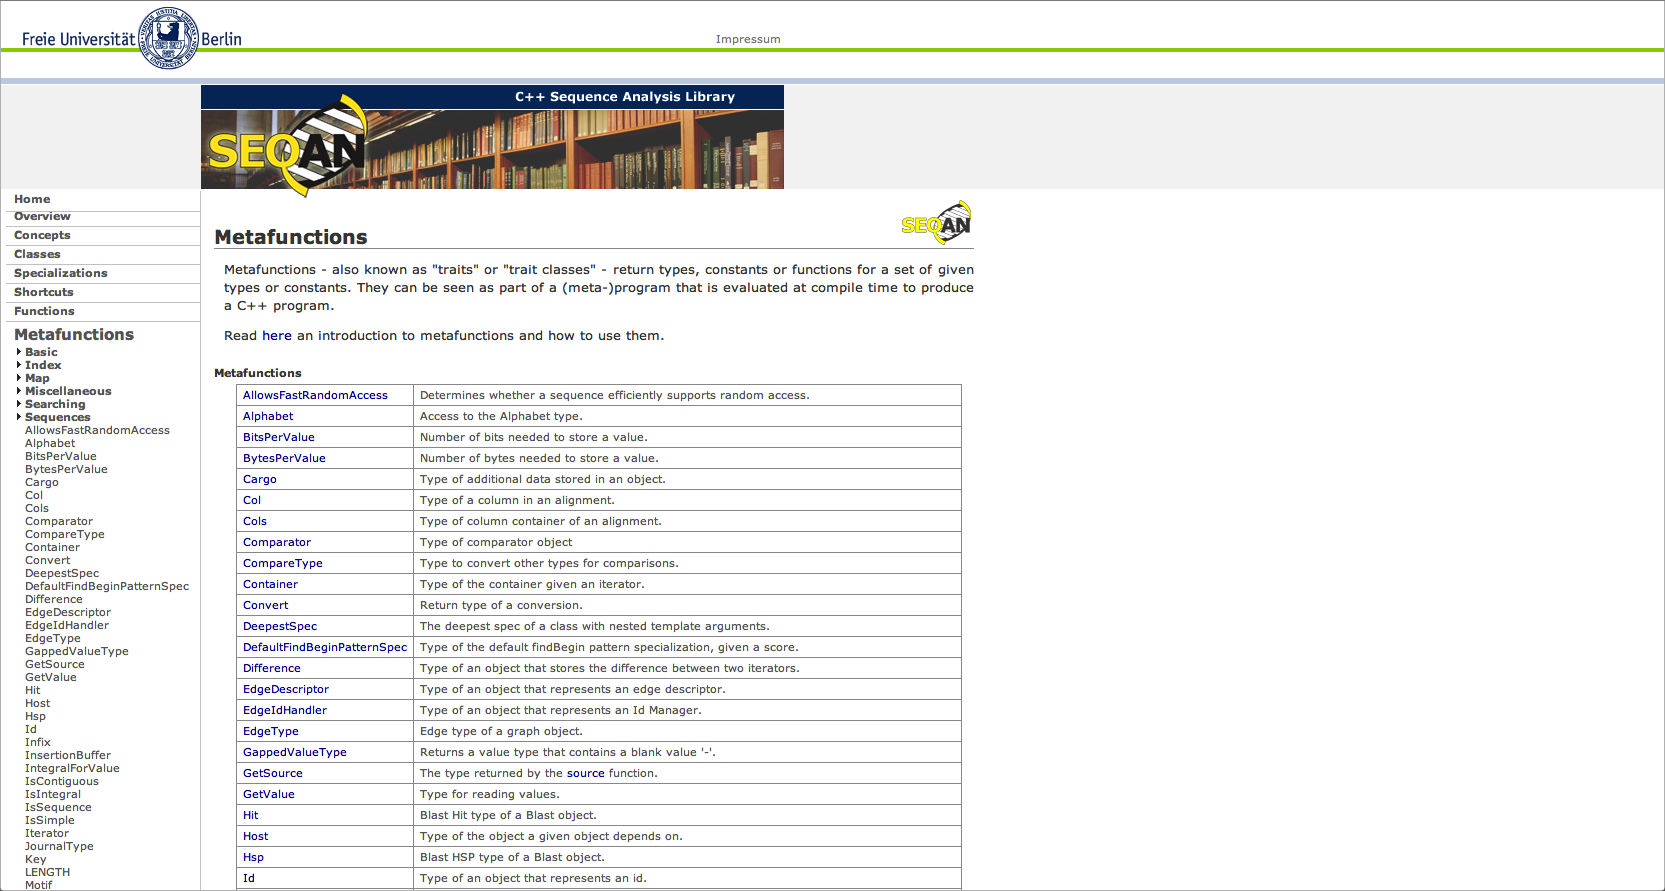 Freie Universität Berlin
Impressum
C++ Sequence Analysis Library
SEQAN
Home
Overview
Concepts
Classes
Specializations
Shortcuts
Functions
Metafunctions
Basic
Index
Map
Miscellaneous
Searching
Sequences
AllowsFastRandomAccess
Alphabet
BitsPerValue
BytesPerValue
Cargo
Col
Cols
Comparator
CompareType
Container
Convert
DeepestSpec
DefaultFindBeginPatternSpec
Difference
EdgeDescriptor
EdgeIdHandler
EdgeType
GappedValueType
GetSource
GetValue
Hit
Host
Hsp
Id
Infix
InsertionBuffer
IntegralForValue
IsContiguous
IsIntegral
IsSequence
IsSimple
Iterator
JournalType
Key
LENGTH
Motif
SEQAN
Metafunctions
Metafunctions - also known as "traits" or "trait classes" - return types, constants or functions for a set of given
types or constants. They can be seen as part of a (meta-)program that is evaluated at compile time to produce
a C++ program.
Read here an introduction to metafunctions and how to use them.
Metafunctions
AllowsFastRandomAccess Determines whether a sequence efficiently supports random access.
Alphabet Access to the Alphabet type.
BitsPerValue Number of bits needed to store a value.
BytesPerValue Number of bytes needed to store a value.
Cargo Type of additional data stored in an object.
Col Type of a column in an alignment.
Cols Type of column container of an alignment.
Comparator Type of comparator object
CompareType Type to convert other types for comparisons.
Container Type of the container given an iterator.
Convert Return type of a conversion.
DeepestSpec The deepest spec of a class with nested template arguments.
DefaultFindBeginPatternSpec Type of the default findBegin pattern specialization, given a score.
Difference Type of an object that stores the difference between two iterators.
EdgeDescriptor Type of an object that represents an edge descriptor.
EdgeIdHandler Type of an object that represents an Id Manager.
EdgeType Edge type of a graph object.
GappedValueType Returns a value type that contains a blank value '-'.
GetSource The type returned by the source function.
GetValue Type for reading values.
Hit Blast Hit type of a Blast object.
Host Type of the object a given object depends on.
Hsp Blast HSP type of a Blast object.
Id Type of an object that represents an id.